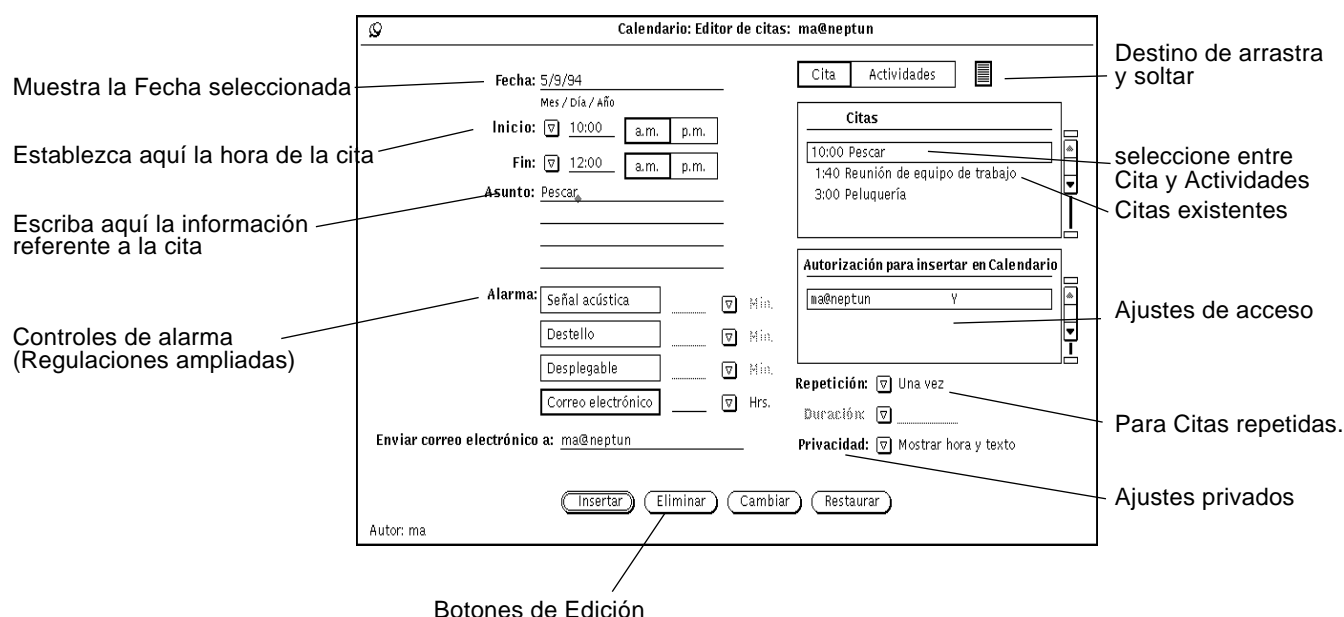 Calendario: Editor de citas: ma@neptun
Muestra la Fecha seleccionada
Establezca aquí la hora de la cita
Escriba aquí la información
referente a la cita
Controles de alarma
(Regulaciones ampliadas)
Fecha: 5/9/94
Mes / Día / Año
Inicio: 10:00 a.m. p.m.
Fin: 12:00 a.m. p.m.
Asunto: Pescar
Alarma: Señal acústica Min.
Destello Min.
Desplegable Min.
Correo electrónico Hrs.
Enviar correo electrónico a: ma@neptun
Cita Actividades
Citas
10:00 Pescar
1:40 Reunión de equipo de trabajo
3:00 Peluquería
Autorización para insertar en Calendario
ma@neptun Y
Repetición: Una vez
Duración:
Privacidad: Mostrar hora y texto
Insertar Eliminar Cambiar Restaurar
Autor: ma
Destino de arrastra
y soltar
seleccione entre
Cita y Actividades
Citas existentes
Ajustes de acceso
Para Citas repetidas.
Ajustes privados
Botones de Edición